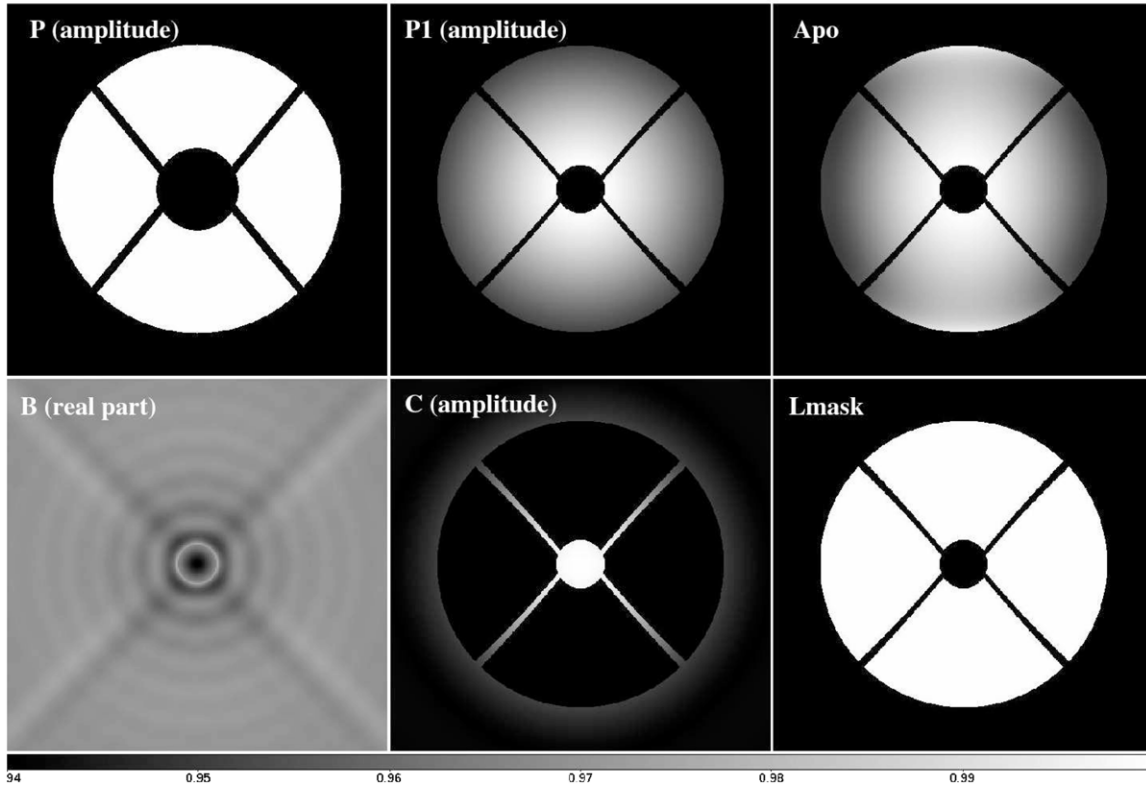 P (amplitude)
P1 (amplitude)
Apo
B (real part)
C (amplitude)
Lmask
94
0.95
0.96
0.97
0.98
0.99